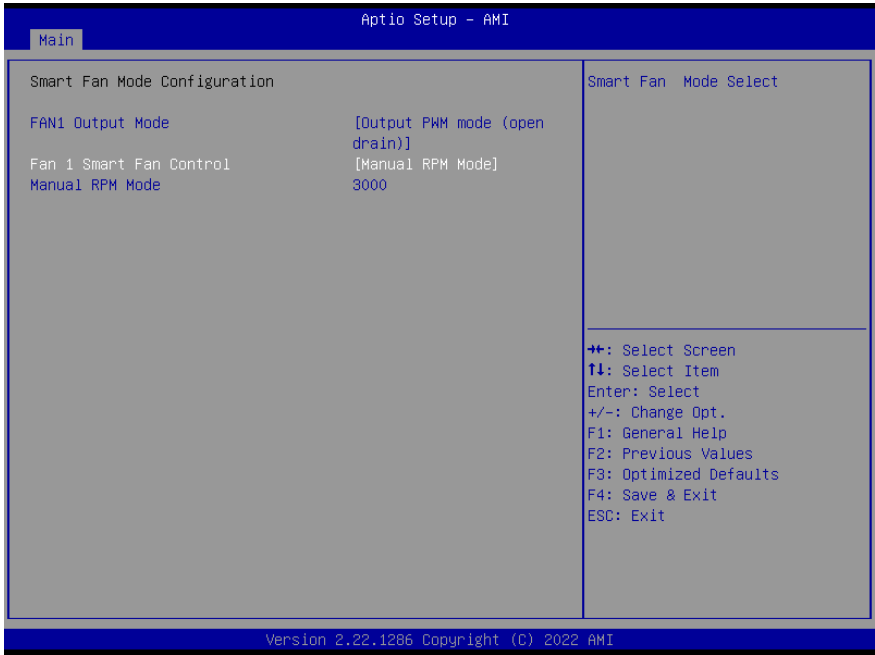 Aptio Setup – AMI
Main
Smart Fan Mode Configuration
FAN1 Output Mode [Output PWM mode (open
drain)]
Fan 1 Smart Fan Control [Manual RPM Mode]
Manual RPM Mode 3000
Smart Fan  Mode Select
→←: Select Screen
↑↓: Select Item
Enter: Select
+/-: Change Opt.
F1: General Help
F2: Previous Values
F3: Optimized Defaults
F4: Save & Exit
ESC: Exit
Version 2.22.1286 Copyright (C) 2022 AMI